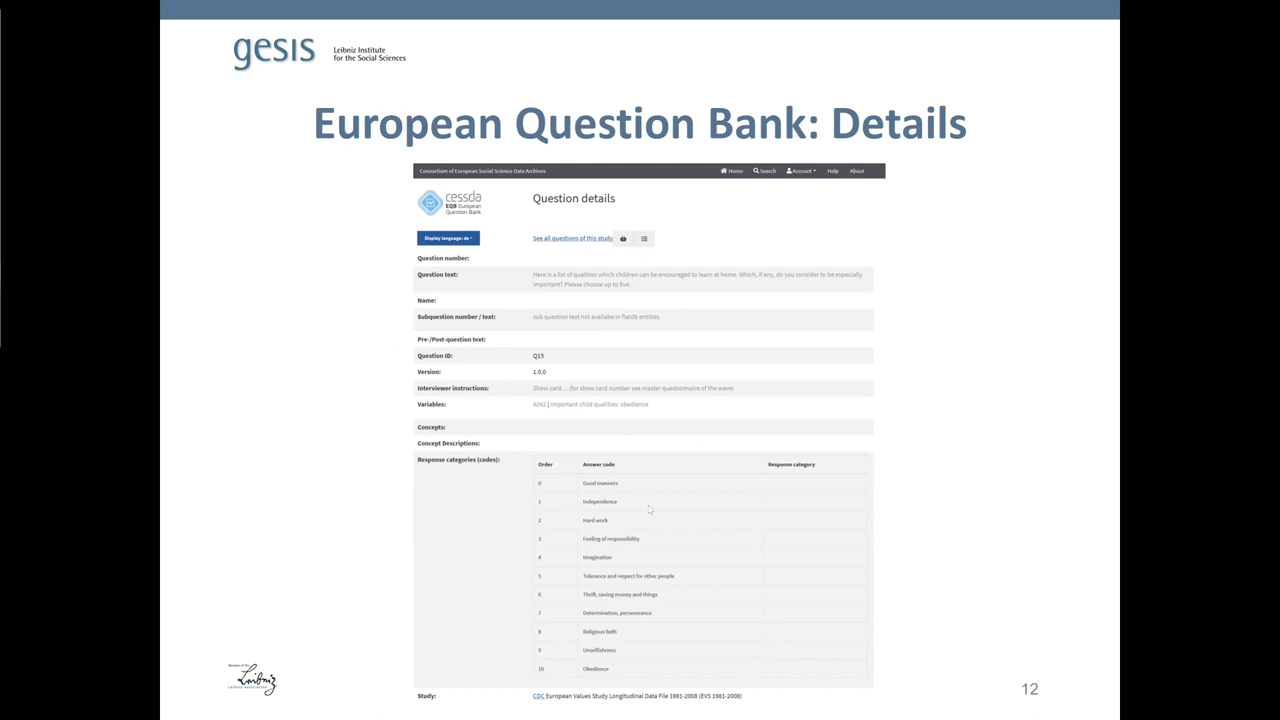 gesis
Leibniz Institute
for the Social Sciences
European Question Bank: Details
Consortium of European Social Science Data Archives
Home Search Account Help About
cessda
EQB European
Question Bank
Question details
Display language: de
See all questions of this study
Question number:
Question text: Here is a list of qualities which children can be encouraged to learn at home. Which, if any, do you consider to be especially
important? Please choose up to five.
Name:
Subquestion number / text: sub question text not availabe in flatdb entities
Pre-/Post-question text:
Question ID: Q15
Version: 1.0.0
Interviewer instructions: Show card ... (for show card number see master questionnaire of the wave)
Variables: A042 | Important child qualities: obedience
Concepts:
Concept Descriptions:
Response categories (codes):
Order Answer code Response category
0 Good manners
1 Independence
2 Hard work
3 Feeling of responsibility
4 Imagination
5 Tolerance and respect for other people
6 Thrift, saving money and things
7 Determination, perseverance
8 Religious faith
9 Unselfishness
10 Obedience
Study: CDC European Values Study Longitudinal Data File 1981-2008 (EVS 1981-2008)
Member of the
Leibniz
Leibniz Association
12